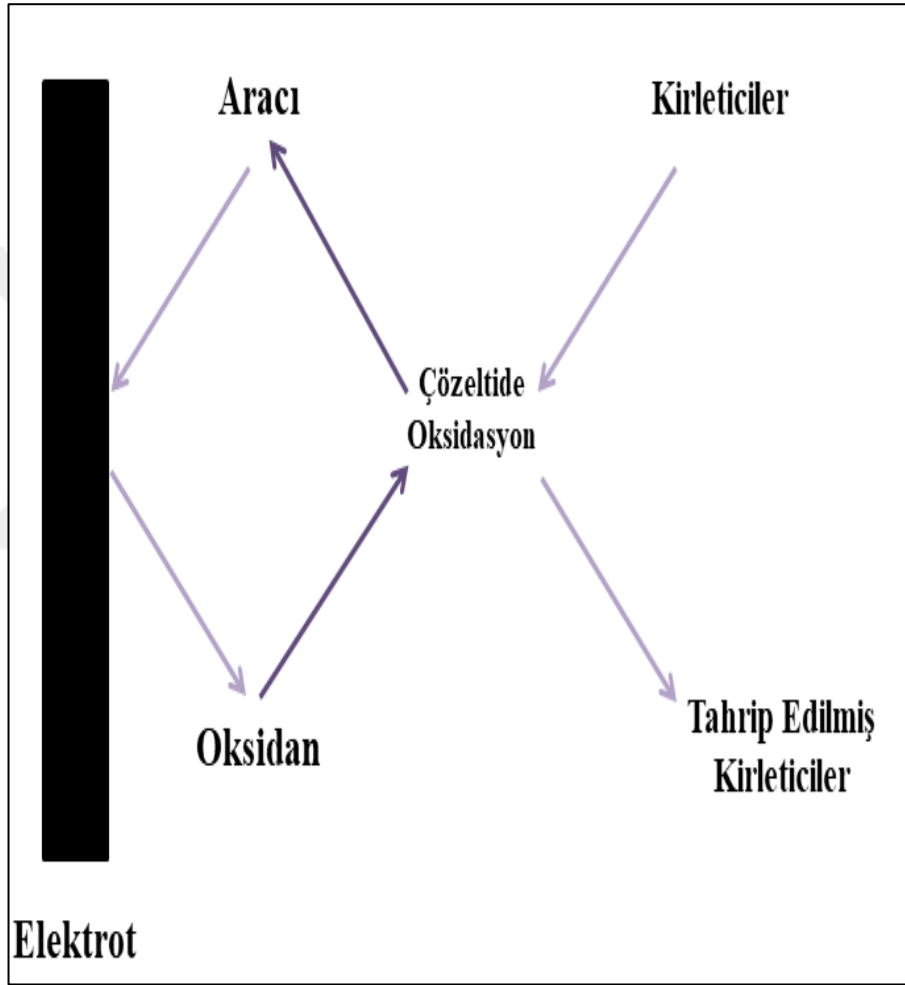 Aracı
Kirleticiler
Çözeltide
Oksidasyon
Oksidan
Tahrip Edilmiş
Kirleticiler
Elektrot